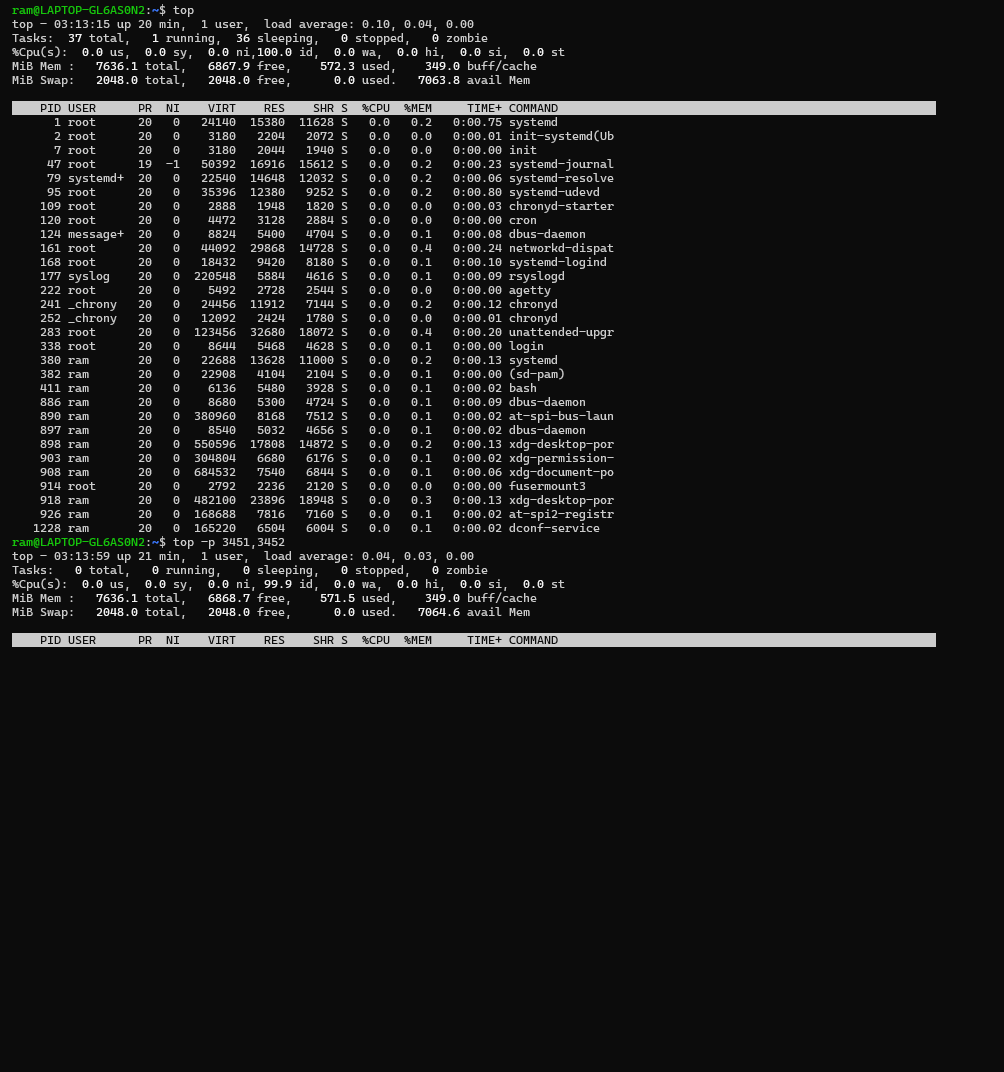 ram@LAPTOP-GL6AS0N2:~$ top
top - 03:13:15 up 20 min,  1 user,  load average: 0.10, 0.04, 0.00
Tasks:  37 total,   1 running,  36 sleeping,   0 stopped,   0 zombie
%Cpu(s):  0.0 us,  0.0 sy,  0.0 ni,100.0 id,  0.0 wa,  0.0 hi,  0.0 si,  0.0 st
MiB Mem :   7636.1 total,   6867.9 free,    572.3 used,    349.0 buff/cache
MiB Swap:   2048.0 total,   2048.0 free,      0.0 used.   7063.8 avail Mem
    PID USER      PR  NI    VIRT    RES    SHR S  %CPU  %MEM     TIME+ COMMAND
      1 root      20   0   24140  15380  11628 S   0.0   0.2   0:00.75 systemd
      2 root      20   0    3180   2204   2072 S   0.0   0.0   0:00.01 init-systemd(Ub
      7 root      20   0    3180   2044   1940 S   0.0   0.0   0:00.00 init
     47 root      19  -1   50392  16916  15612 S   0.0   0.2   0:00.23 systemd-journal
     79 systemd+  20   0   22540  14648  12032 S   0.0   0.2   0:00.06 systemd-resolve
     95 root      20   0   35396  12380   9252 S   0.0   0.2   0:00.80 systemd-udevd
    109 root      20   0    2888   1948   1820 S   0.0   0.0   0:00.03 chronyd-starter
    120 root      20   0    4472   3128   2884 S   0.0   0.0   0:00.00 cron
    124 message+  20   0    8824   5400   4704 S   0.0   0.1   0:00.08 dbus-daemon
    161 root      20   0   44092  29868  14728 S   0.0   0.4   0:00.24 networkd-dispat
    168 root      20   0   18432   9420   8180 S   0.0   0.1   0:00.10 systemd-logind
    177 syslog    20   0  220548   5884   4616 S   0.0   0.1   0:00.09 rsyslogd
    222 root      20   0    5492   2728   2544 S   0.0   0.0   0:00.00 agetty
    241 _chrony   20   0   24456  11912   7144 S   0.0   0.2   0:00.12 chronyd
    252 _chrony   20   0   12092   2424   1780 S   0.0   0.0   0:00.01 chronyd
    283 root      20   0  123456  32680  18072 S   0.0   0.4   0:00.20 unattended-upgr
    338 root      20   0    8644   5468   4628 S   0.0   0.1   0:00.00 login
    380 ram       20   0   22688  13628  11000 S   0.0   0.2   0:00.13 systemd
    382 ram       20   0   22908   4104   2104 S   0.0   0.1   0:00.00 (sd-pam)
    411 ram       20   0    6136   5480   3928 S   0.0   0.1   0:00.02 bash
    886 ram       20   0    8680   5300   4724 S   0.0   0.1   0:00.09 dbus-daemon
    890 ram       20   0  380960   8168   7512 S   0.0   0.1   0:00.02 at-spi-bus-laun
    897 ram       20   0    8540   5032   4656 S   0.0   0.1   0:00.02 dbus-daemon
    898 ram       20   0  550596  17808  14872 S   0.0   0.2   0:00.13 xdg-desktop-por
    903 ram       20   0  304804   6680   6176 S   0.0   0.1   0:00.02 xdg-permission-
    908 ram       20   0  684532   7540   6844 S   0.0   0.1   0:00.06 xdg-document-po
    914 root      20   0    2792   2236   2120 S   0.0   0.0   0:00.00 fusermount3
    918 ram       20   0  482100  23896  18948 S   0.0   0.3   0:00.13 xdg-desktop-por
    926 ram       20   0  168688   7816   7160 S   0.0   0.1   0:00.02 at-spi2-registr
   1228 ram       20   0  165220   6504   6004 S   0.0   0.1   0:00.02 dconf-service
ram@LAPTOP-GL6AS0N2:~$ top -p 3451,3452
top - 03:13:59 up 21 min,  1 user,  load average: 0.04, 0.03, 0.00
Tasks:   0 total,   0 running,   0 sleeping,   0 stopped,   0 zombie
%Cpu(s):  0.0 us,  0.0 sy,  0.0 ni, 99.9 id,  0.0 wa,  0.0 hi,  0.0 si,  0.0 st
MiB Mem :   7636.1 total,   6868.7 free,    571.5 used,    349.0 buff/cache
MiB Swap:   2048.0 total,   2048.0 free,      0.0 used.   7064.6 avail Mem
    PID USER      PR  NI    VIRT    RES    SHR S  %CPU  %MEM     TIME+ COMMAND